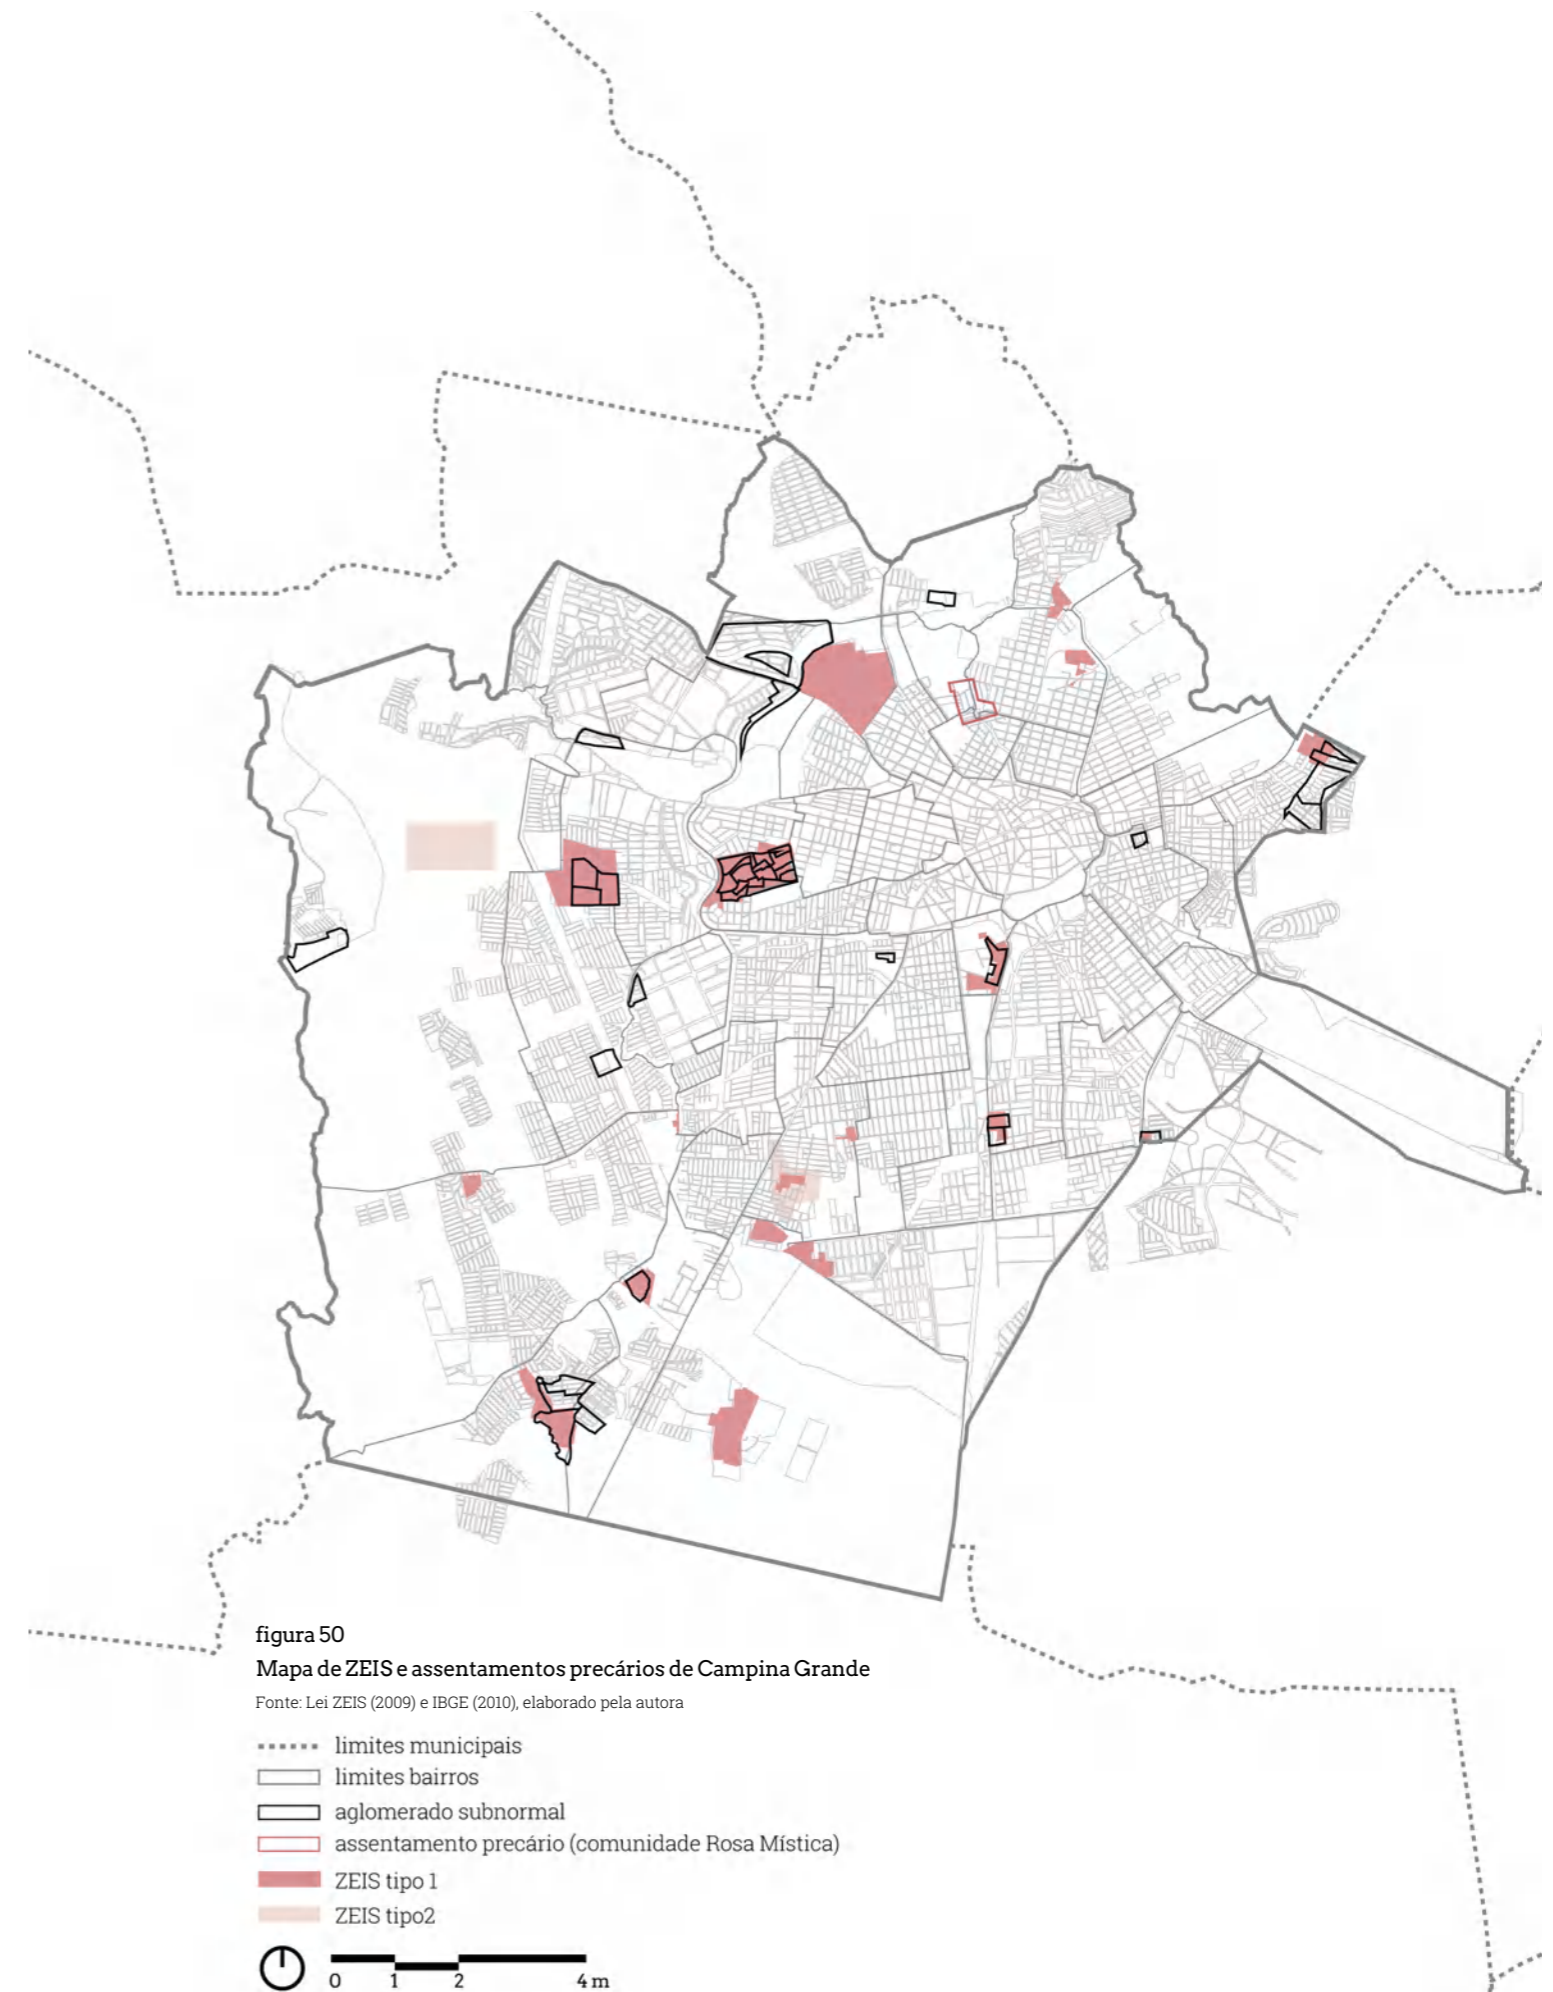 figura 50
Mapa de ZEIS e assentamentos precários de Campina Grande
Fonte: Lei ZEIS (2009) e IBGE (2010), elaborado pela autora
limites municipais
limites bairros
aglomerado subnormal
assentamento precário (comunidade Rosa Mística)
ZEIS tipo 1
ZEIS tipo2
0 1 2 4 m